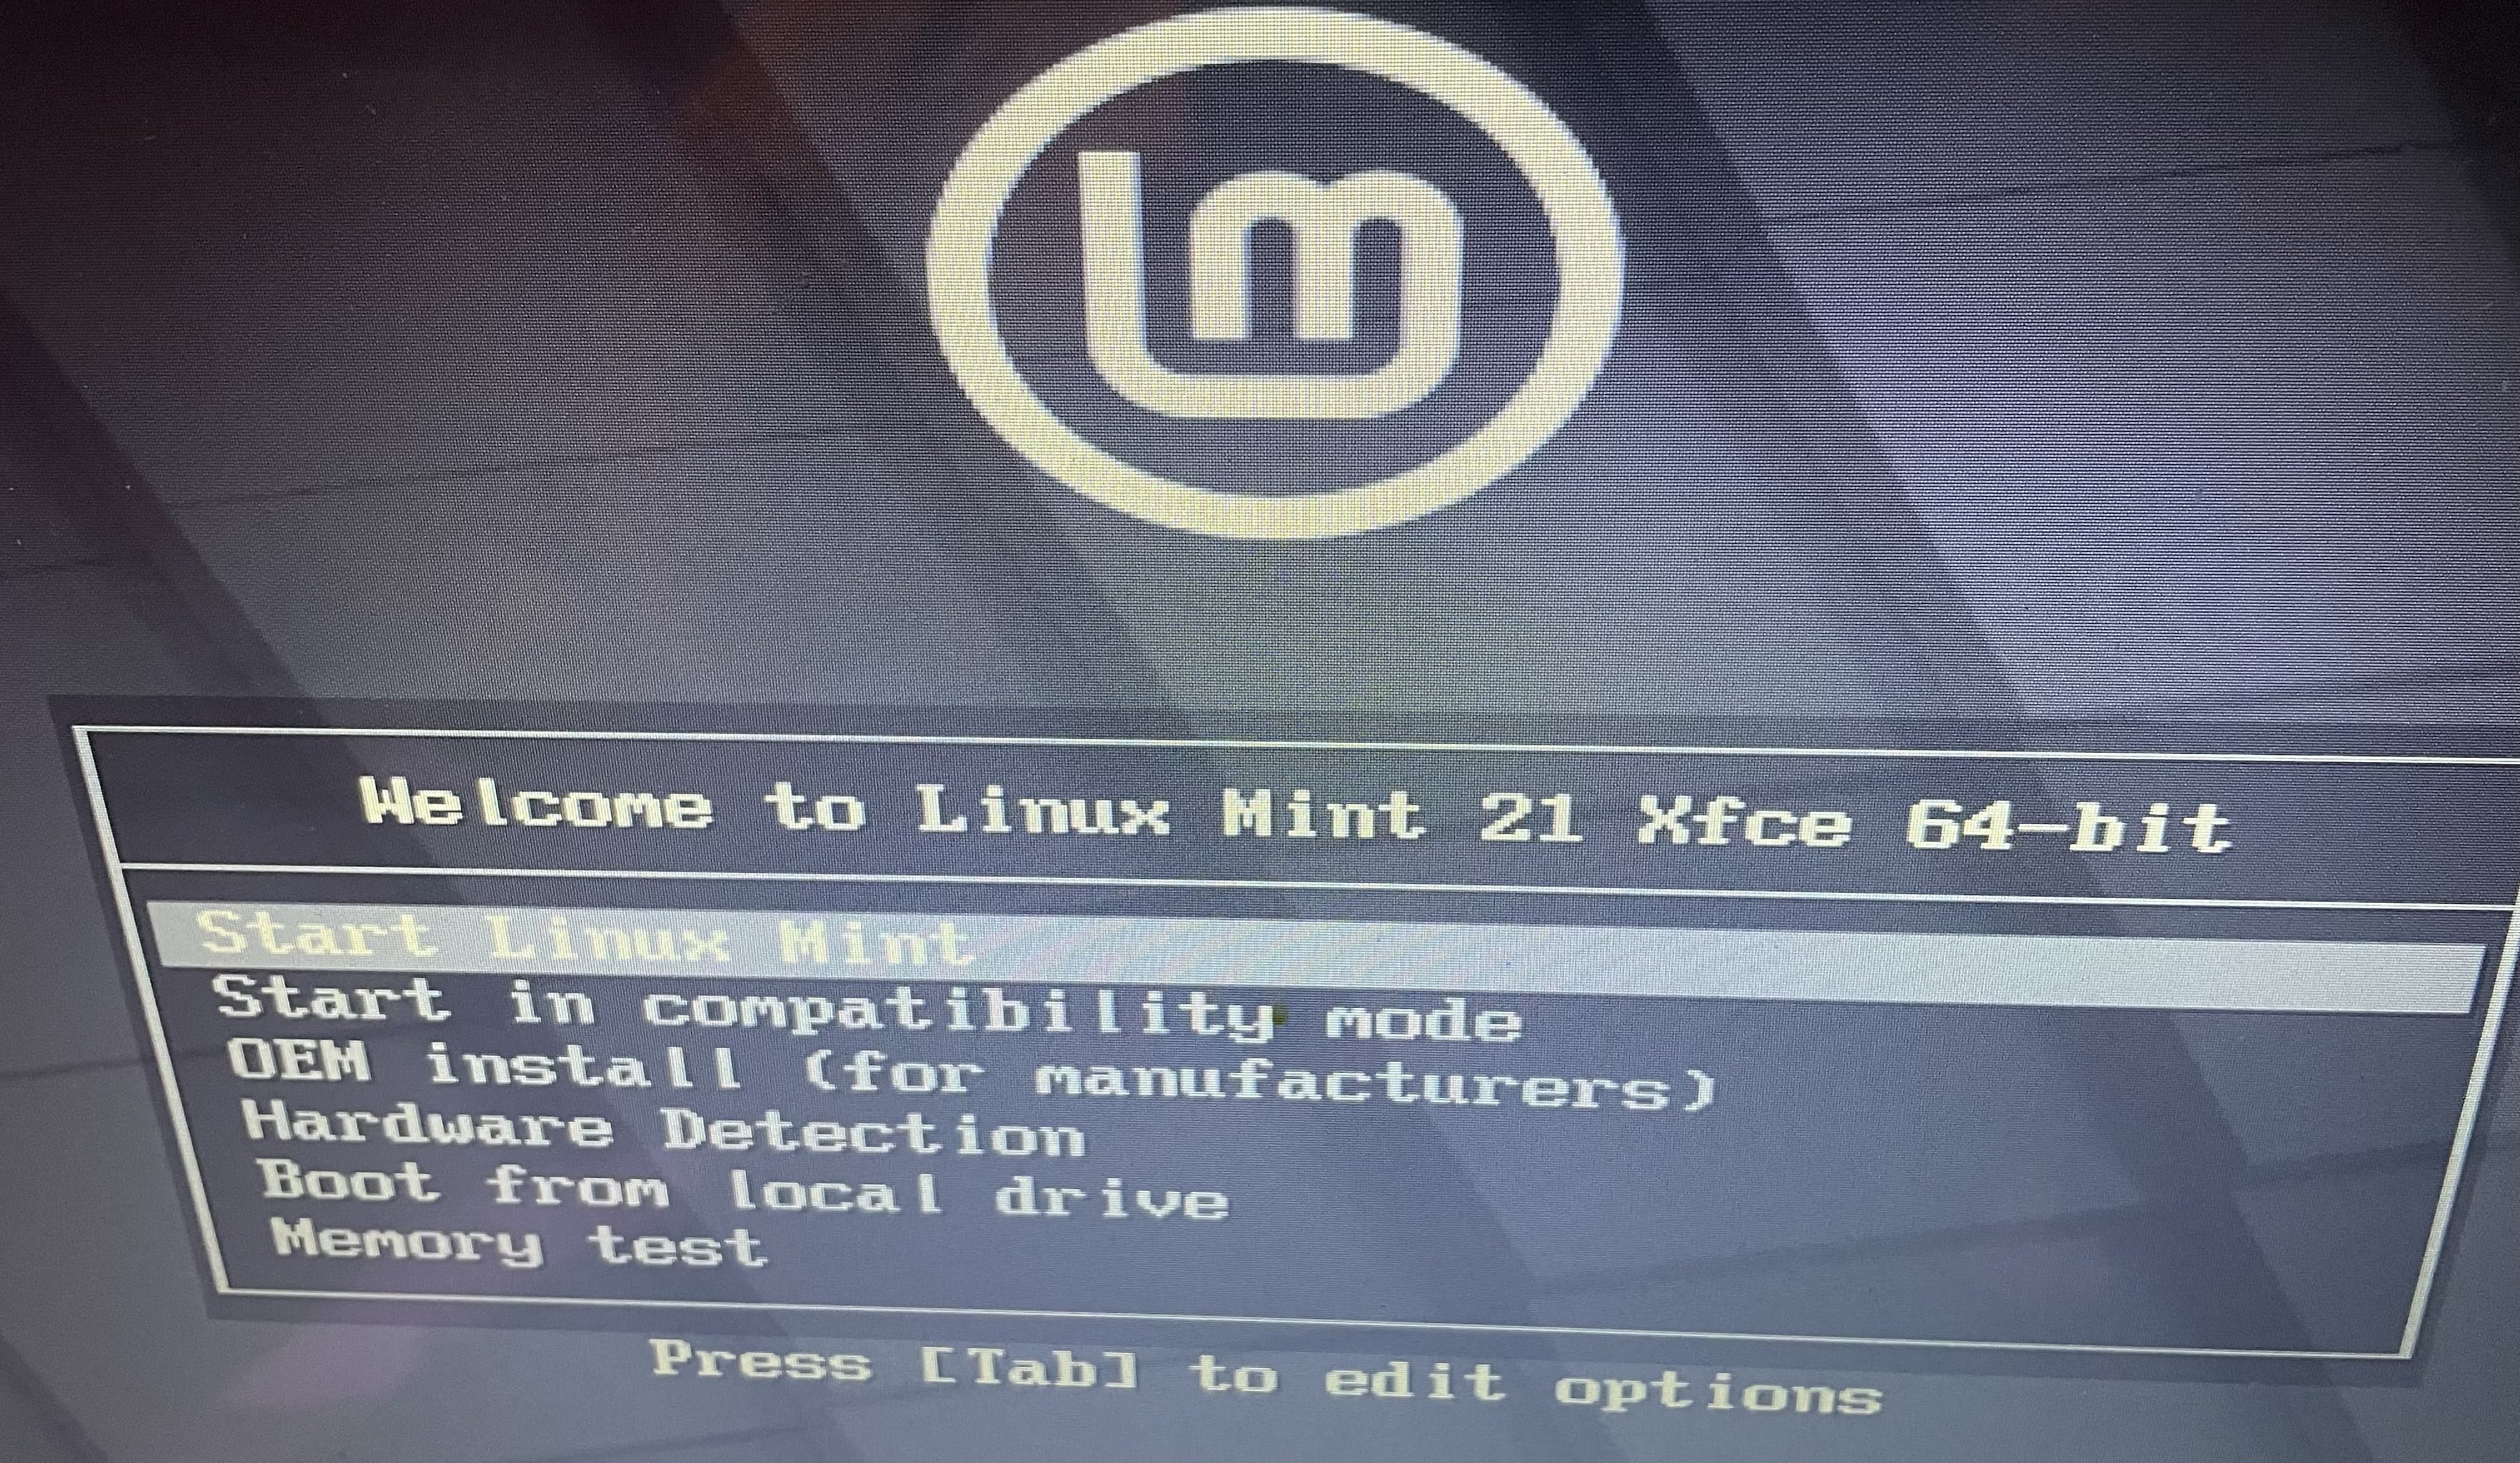 Welcome to Linux Mint 21 Xfce 64-bit
Start Linux Mint
Start in compatibility mode
OEM install (for manufacturers)
Hardware Detection
Boot from local drive
Memory test
Press [Tab] to edit options